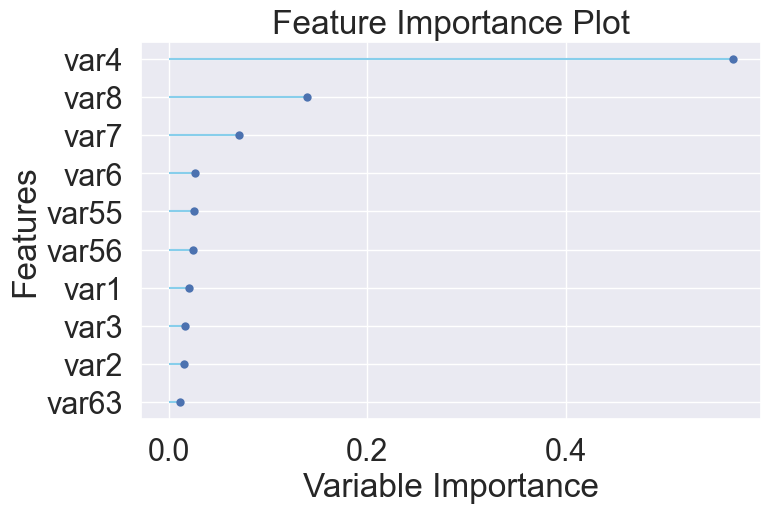 Feature Importance Plot
var4
var8
var7
var6
var55
var56
var1
var3
var2
var63
Features
0.0 0.2 0.4
Variable Importance